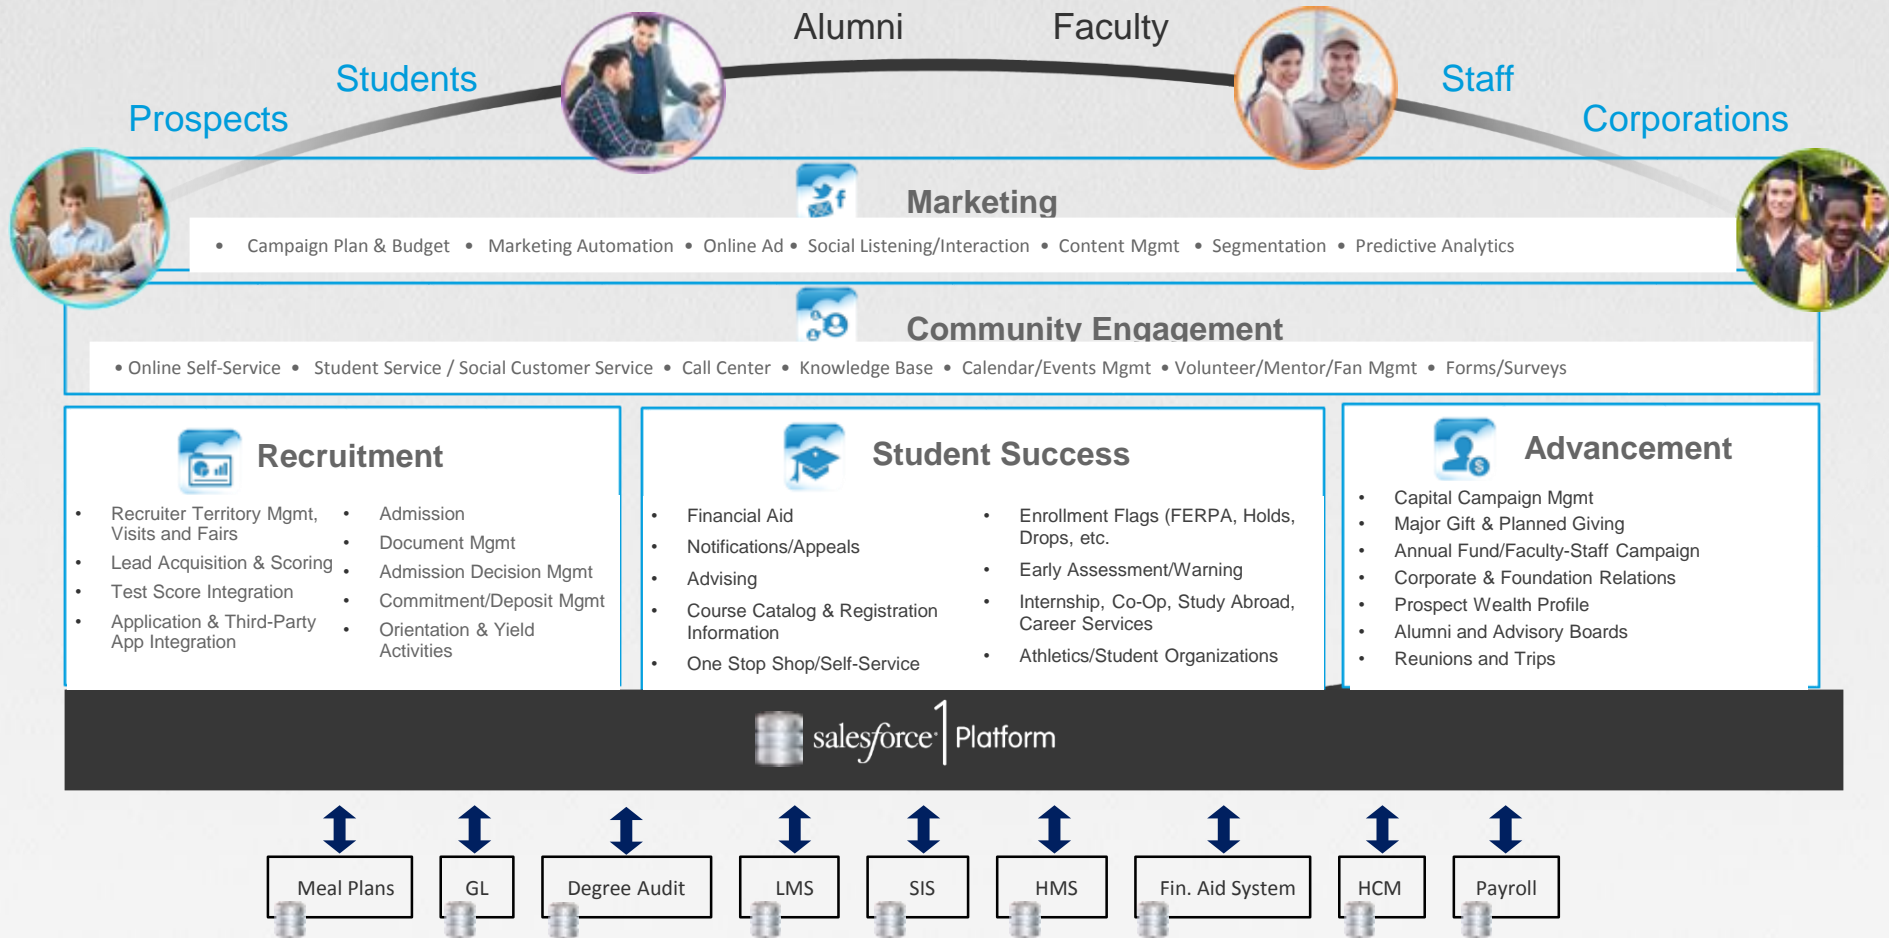 Alumni Faculty
Students Staff
Prospects Corporations
Marketing
• Campaign Plan & Budget • Marketing Automation • Online Ad • Social Listening/Interaction • Content Mgmt • Segmentation • Predictive Analytics
Community Engagement
• Online Self-Service • Student Service / Social Customer Service • Call Center • Knowledge Base • Calendar/Events Mgmt • Volunteer/Mentor/Fan Mgmt • Forms/Surveys
Recruitment
• Recruiter Territory Mgmt,
Visits and Fairs
• Lead Acquisition & Scoring
• Test Score Integration
• Application & Third-Party
App Integration
• Admission
• Document Mgmt
• Admission Decision Mgmt
• Commitment/Deposit Mgmt
• Orientation & Yield
Activities
Student Success
• Financial Aid
• Notifications/Appeals
• Advising
• Course Catalog & Registration
Information
• One Stop Shop/Self-Service
• Enrollment Flags (FERPA, Holds,
Drops, etc.
• Early Assessment/Warning
• Internship, Co-Op, Study Abroad,
Career Services
• Athletics/Student Organizations
Advancement
• Capital Campaign Mgmt
• Major Gift & Planned Giving
• Annual Fund/Faculty-Staff Campaign
• Corporate & Foundation Relations
• Prospect Wealth Profile
• Alumni and Advisory Boards
• Reunions and Trips
salesforce1 Platform
Meal Plans GL Degree Audit LMS SIS HMS Fin. Aid System HCM Payroll